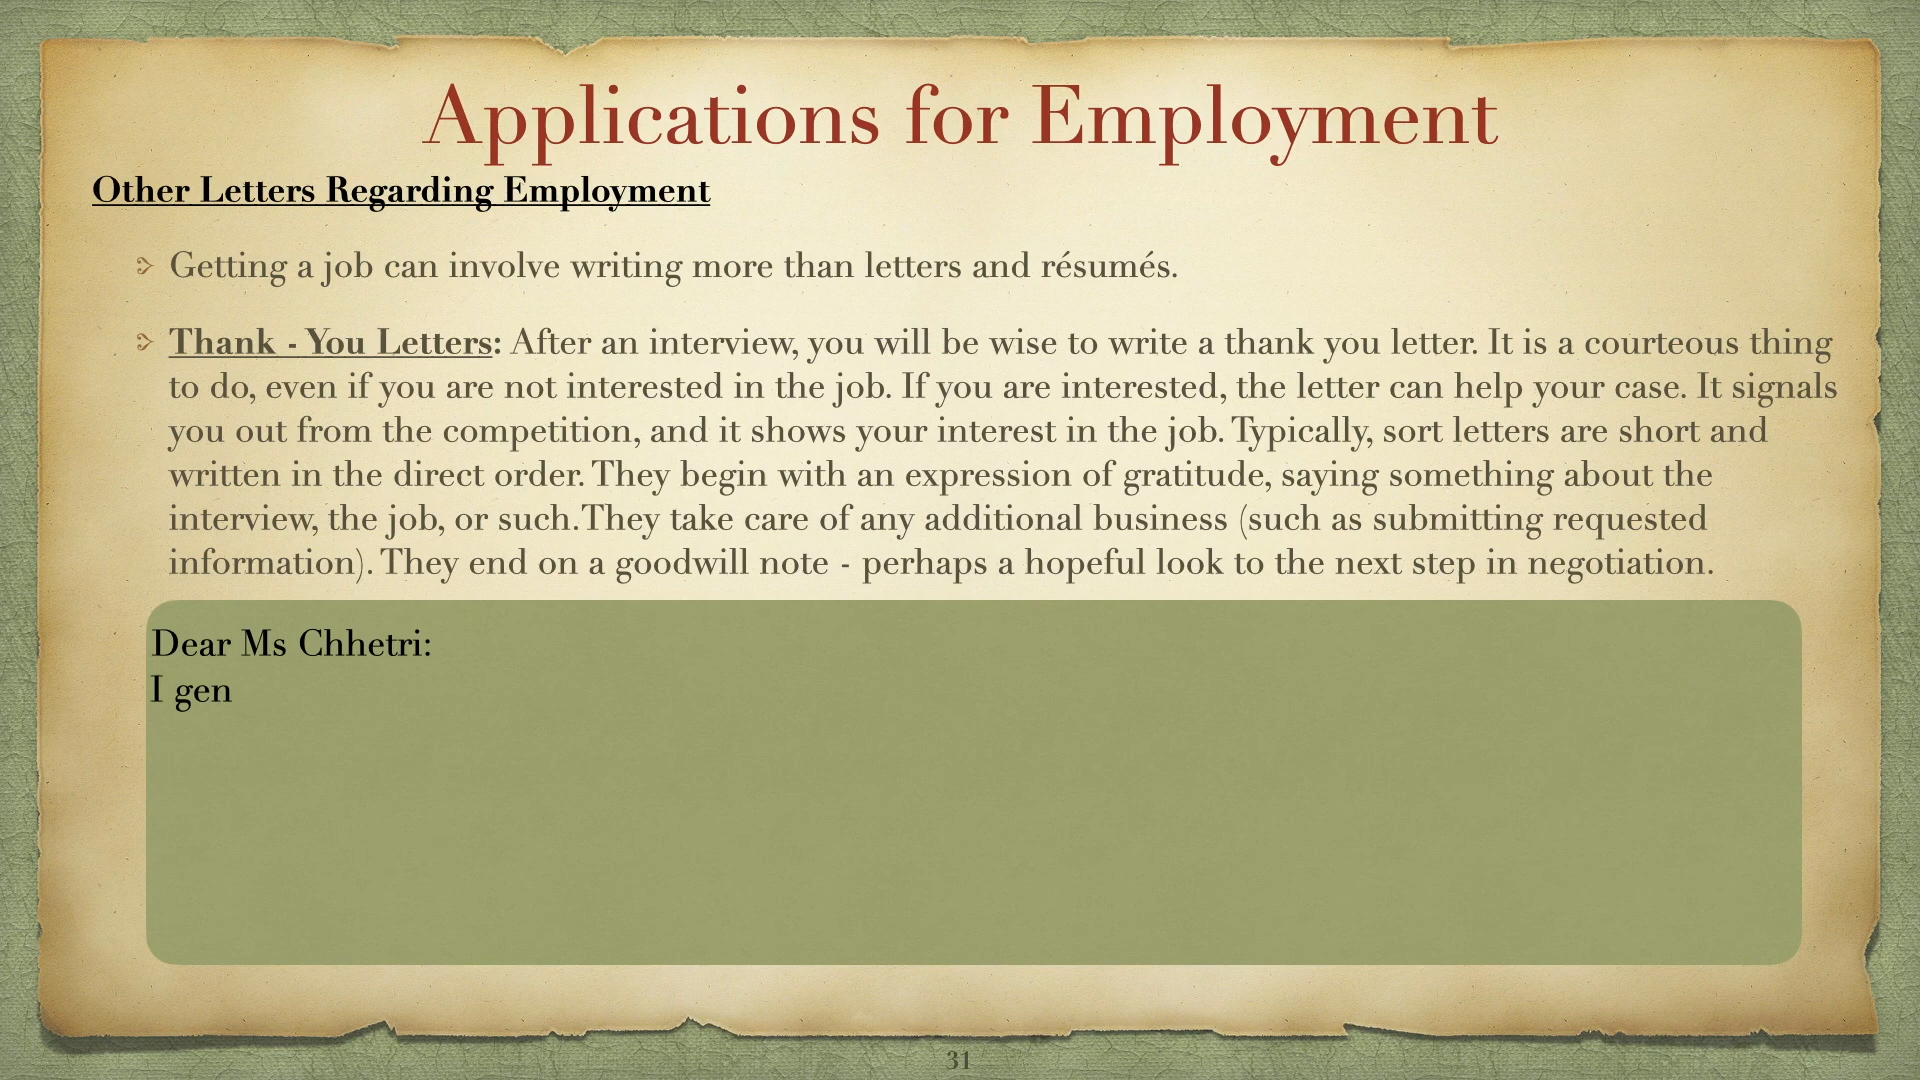 Applications for Employment
Other Letters Regarding Employment
Getting a job can involve writing more than letters and résumés.
Thank - You Letters: After an interview, you will be wise to write a thank you letter. It is a courteous thing
to do, even if you are not interested in the job. If you are interested, the letter can help your case. It signals
you out from the competition, and it shows your interest in the job. Typically, sort letters are short and
written in the direct order. They begin with an expression of gratitude, saying something about the
interview, the job, or such.They take care of any additional business (such as submitting requested
information). They end on a goodwill note - perhaps a hopeful look to the next step in negotiation.
Dear Ms Chhetri:
I gen
31